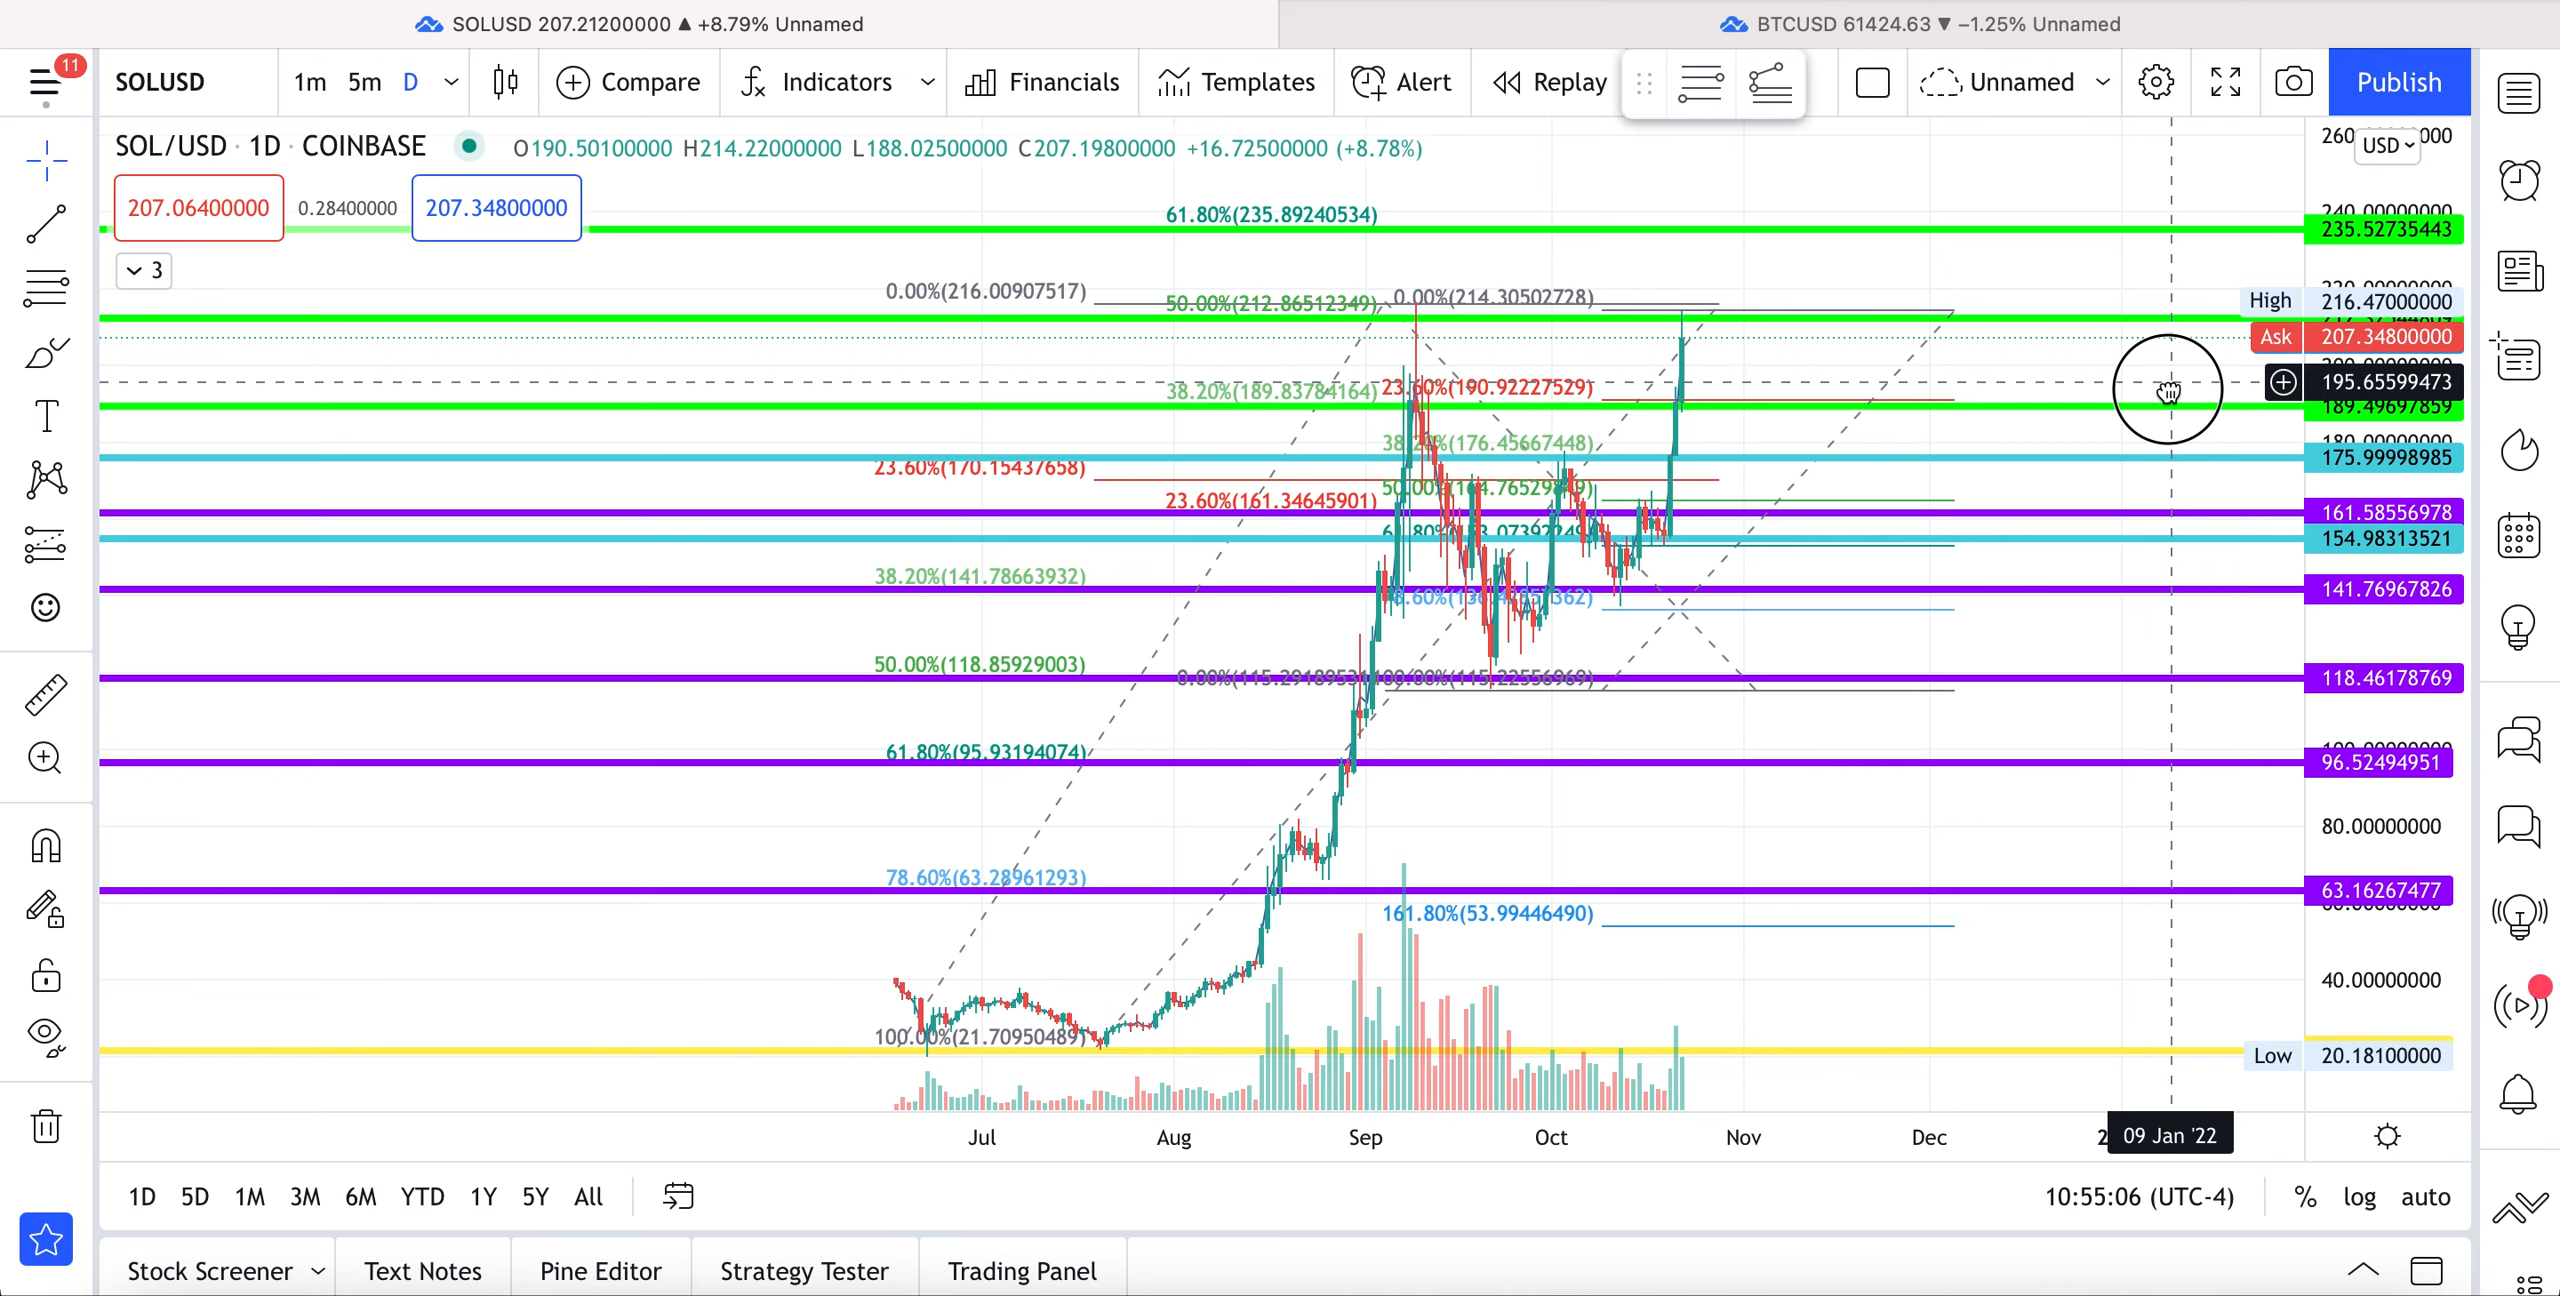 SOLUSD 207.21200000 ▲ +8.79% Unnamed
BTCUSD 61424.63 ▼ −1.25% Unnamed
11
SOLUSD 1m 5m D Compare Indicators Financials Templates Alert Replay Unnamed Publish
SOL/USD · 1D · COINBASE O190.50100000 H214.22000000 L188.02500000 C207.19800000 +16.72500000 (+8.78%)
USD
207.06400000 0.28400000 207.34800000
61.80%(235.89240534)
235.52735443
3
0.00%(216.00907517)
50.00%(212.86512349)
0.00%(214.30502728)
High 216.47000000
Ask 207.34800000
195.65599473
38.20%(189.83784164)
23.60%(190.92227529)
189.49697859
(176.45667448)
175.99998985
23.60%(170.15437658)
23.60%(161.34645901)
161.58556978
154.98313521
38.20%(141.78663932)
141.76967826
50.00%(118.85929003)
118.46178769
61.80%(95.93194074)
96.52494951
80.00000000
78.60%(63.28961293)
63.16267477
161.80%(53.99446490)
40.00000000
100.00%(21.70950489)
Low 20.18100000
Jul Aug Sep Oct Nov Dec 09 Jan '22
1D 5D 1M 3M 6M YTD 1Y 5Y All 10:55:06 (UTC-4) % log auto
Stock Screener Text Notes Pine Editor Strategy Tester Trading Panel